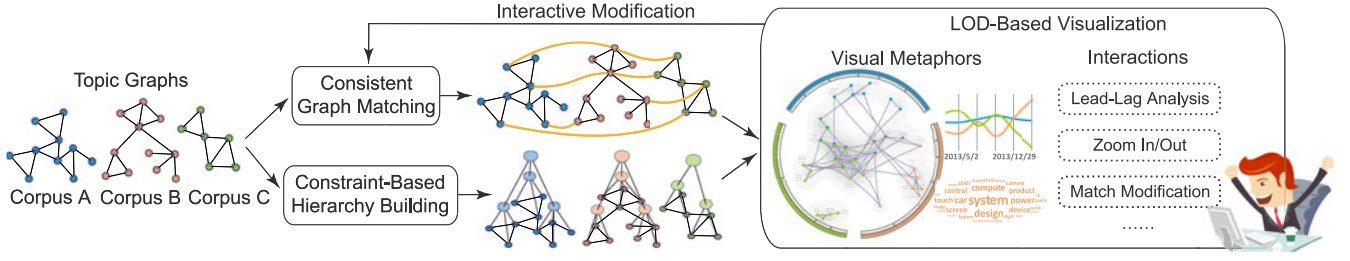 Interactive Modification
Topic Graphs
Corpus A
Corpus B
Corpus C
Consistent
Graph Matching
Constraint-Based
Hierarchy Building
LOD-Based Visualization
Visual Metaphors
2013/5/2
2013/12/29
user
camera
control compute product
touch car system power
screen design device
Interactions
Lead-Lag Analysis
Zoom In/Out
Match Modification
......